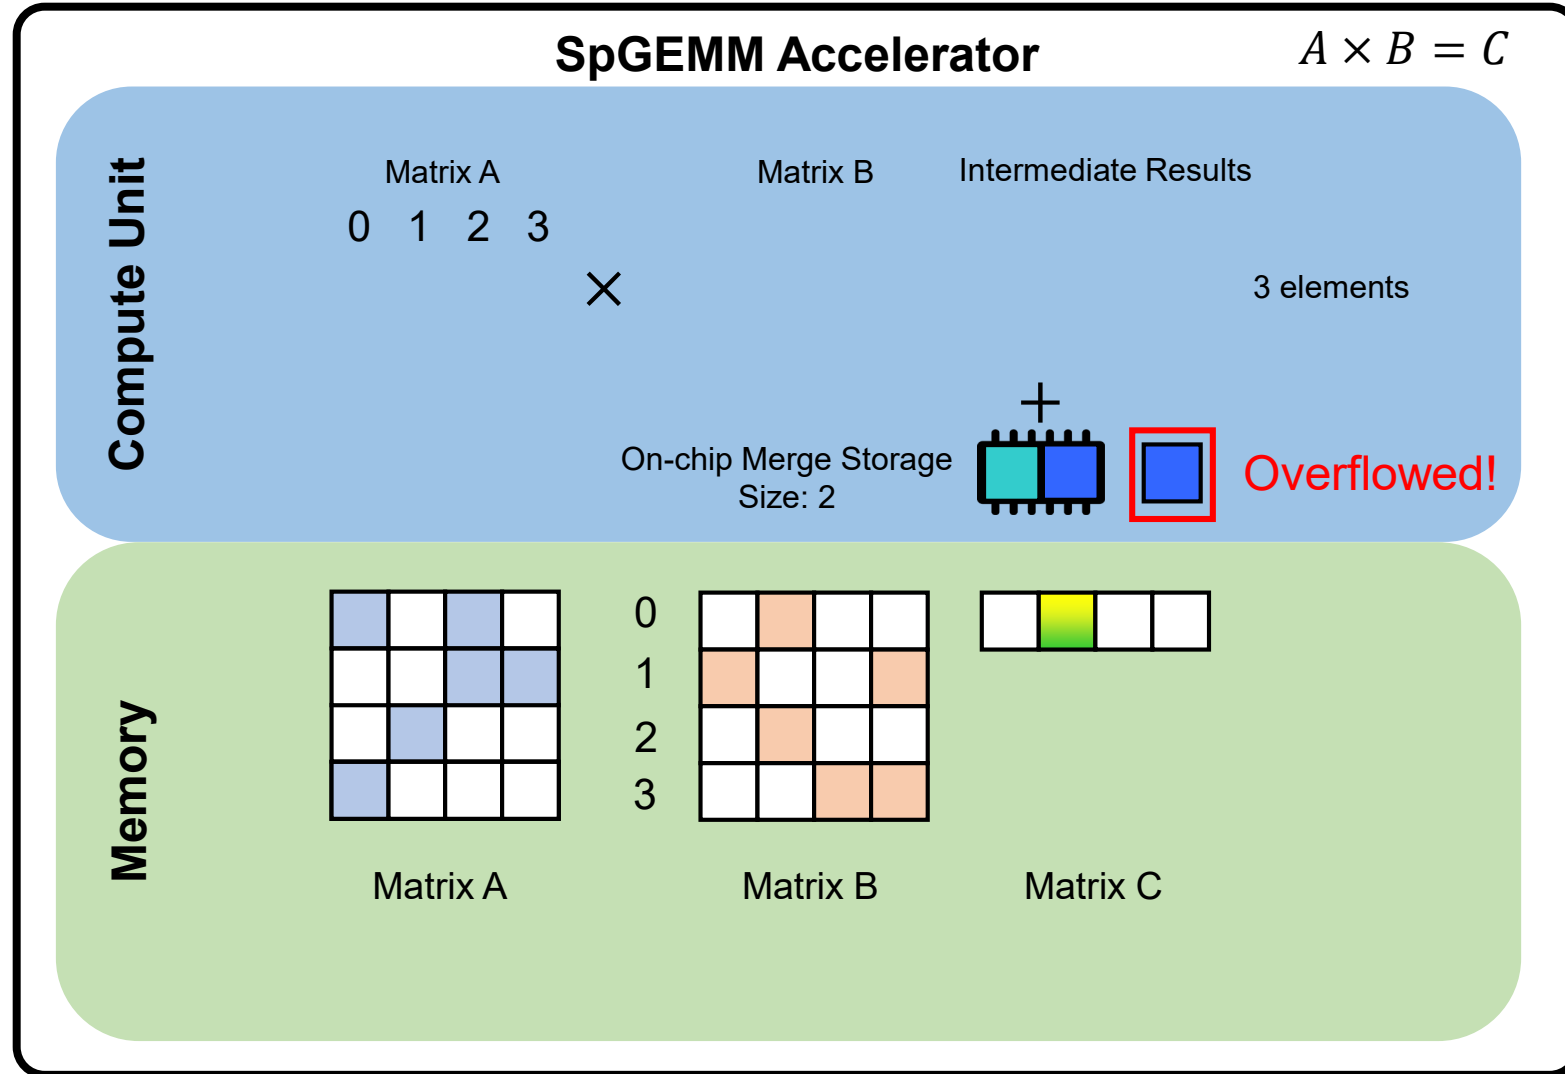 SpGEMM Accelerator
A × B = C
Compute Unit
Matrix A
Matrix B
Intermediate Results
0 1 2 3
×
3 elements
+
On-chip Merge Storage
Size: 2
Overflowed!
Memory
0
1
2
3
Matrix A
Matrix B
Matrix C